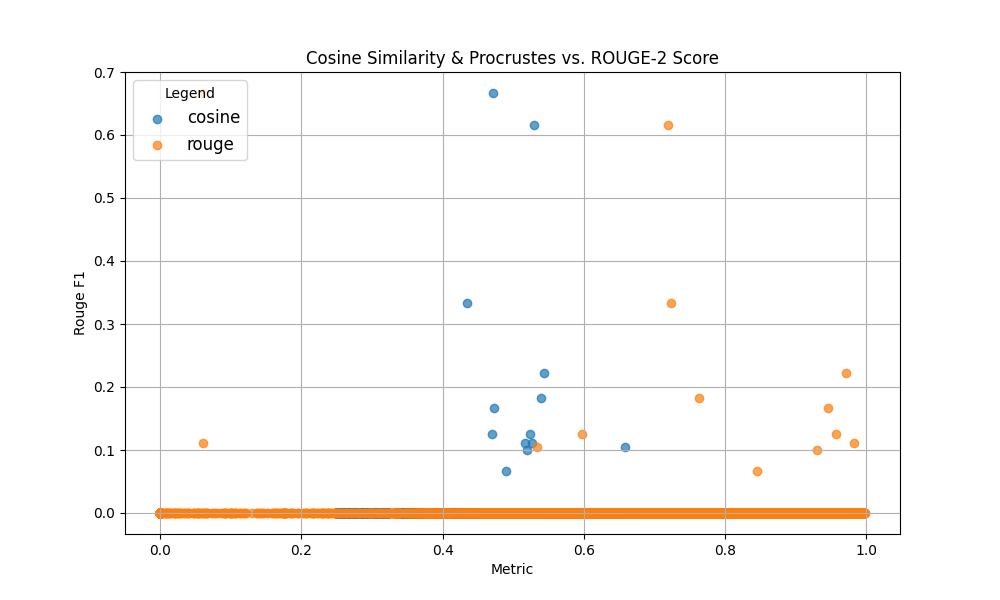 Cosine Similarity & Procrustes vs. ROUGE-2 Score
0.7
0.6
0.5
0.4
0.3
0.2
0.1
0.0
Rouge F1
Legend
cosine
rouge
0.0 0.2 0.4 0.6 0.8 1.0
Metric